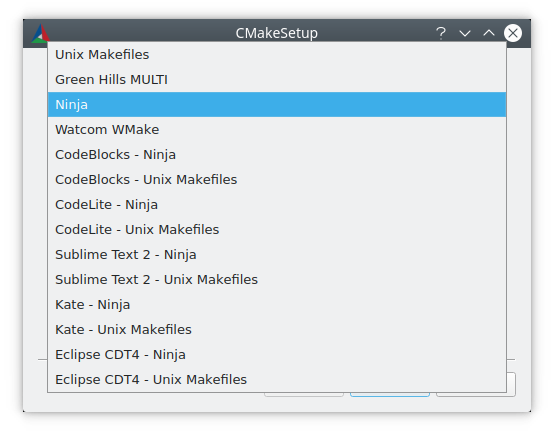 CMakeSetup
Unix Makefiles
Green Hills MULTI
Ninja
Watcom WMake
CodeBlocks - Ninja
CodeBlocks - Unix Makefiles
CodeLite - Ninja
CodeLite - Unix Makefiles
Sublime Text 2 - Ninja
Sublime Text 2 - Unix Makefiles
Kate - Ninja
Kate - Unix Makefiles
Eclipse CDT4 - Ninja
Eclipse CDT4 - Unix Makefiles